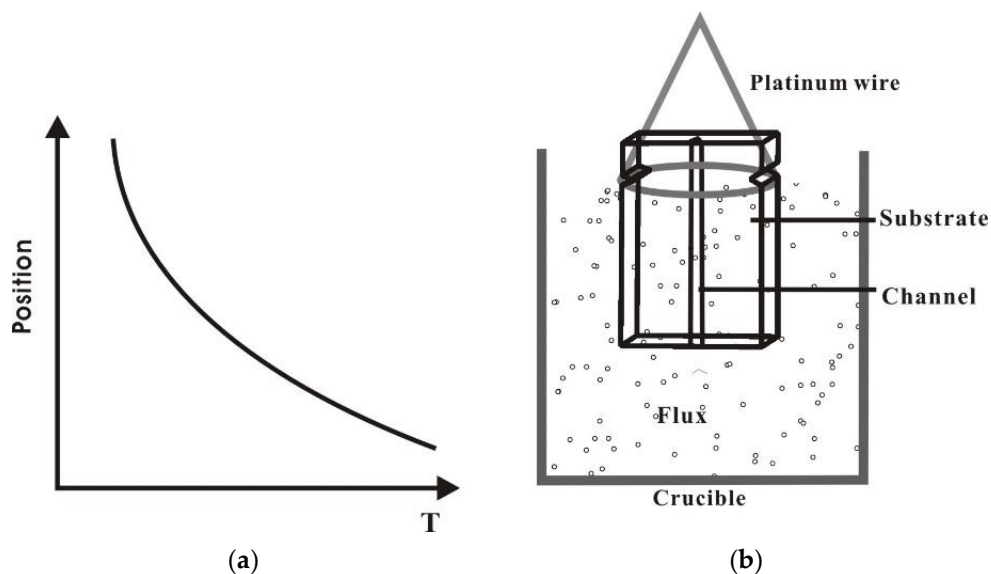 Position
T
(a)
Platinum wire
Substrate
Channel
Flux
Crucible
(b)